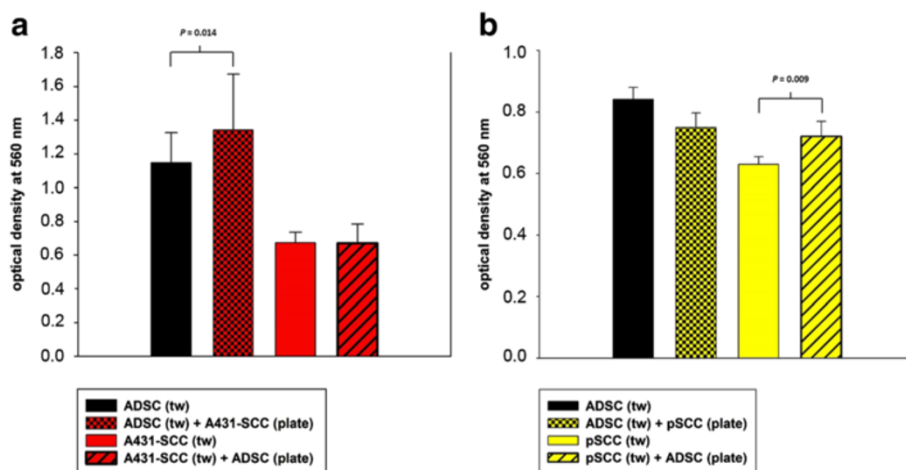 a
P = 0.014
1.8
1.6
1.4
1.2
1.0
0.8
0.6
0.4
0.2
0.0
optical density at 560 nm
ADSC (tw)
ADSC (tw) + A431-SCC (plate)
A431-SCC (tw)
A431-SCC (tw) + ADSC (plate)
b
P = 0.009
1.0
0.8
0.6
0.4
0.2
0.0
optical density at 560 nm
ADSC (tw)
ADSC (tw) + pSCC (plate)
pSCC (tw)
pSCC (tw) + ADSC (plate)